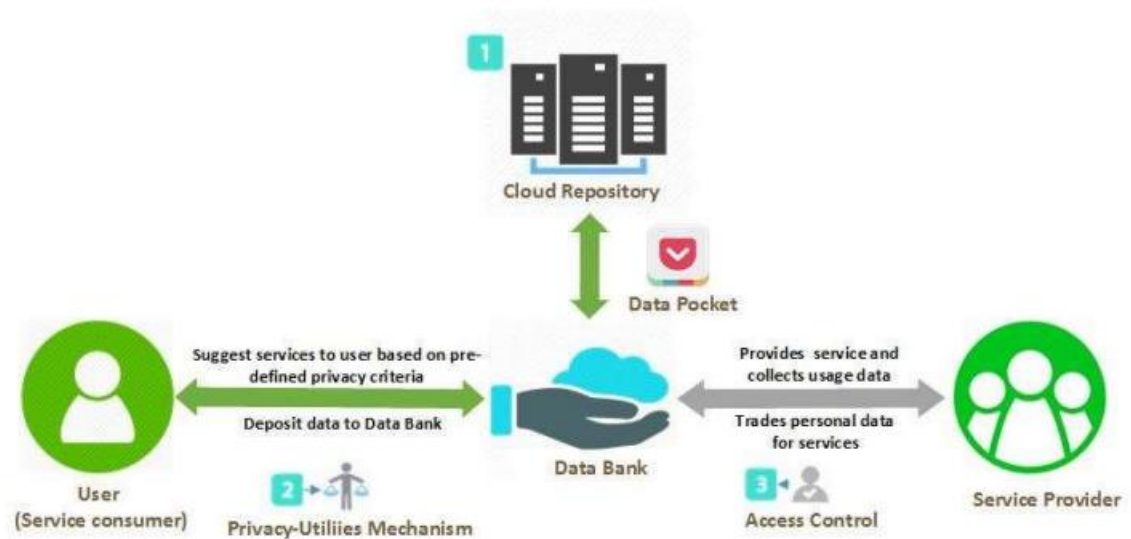 1
Cloud Repository
Data Pocket
Suggest services to user based on pre-
defined privacy criteria
Deposit data to Data Bank
Provides service and
collects usage data
Trades personal data
for services
Data Bank
User
(Service consumer)
2
Privacy-Utiliies Mechanism
3
Access Control
Service Provider